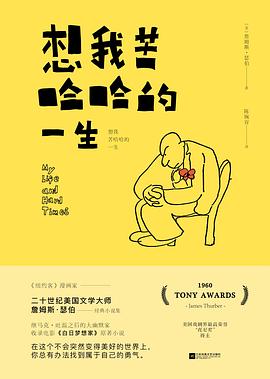 想我苦
哈哈的
一生
想我
苦哈哈的
一生
My
Life
and
Hard
Times
[美] 詹姆斯·瑟伯 著
陈婉容 译
《纽约客》漫画家
二十世纪美国文学大师
詹姆斯·瑟伯 经典小说集
继马克·吐温之后的大幽默家
收录电影《白日梦想家》原著小说
在这个不会突然变得美好的世界上，
你总有办法找到属于自己的勇气。
1960
TONY AWARDS
- James Thurber -
美国戏剧界最高荣誉
“托尼奖”
得主